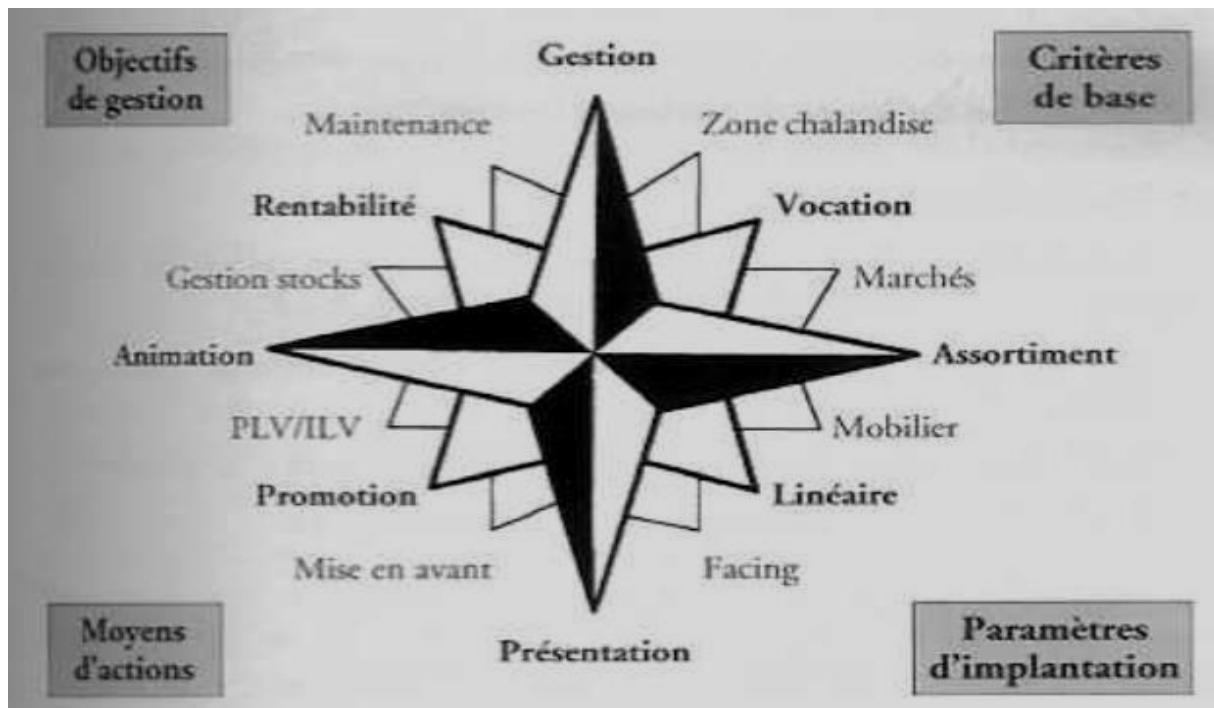 Objectifs
de gestion
Gestion
Critères
de base
Maintenance
Zone chalandise
Rentabilité
Vocation
Gestion stocks
Marchés
Animation
Assortiment
PLV/ILV
Mobilier
Promotion
Linéaire
Mise en avant
Facing
Moyens
d'actions
Présentation
Paramètres
d'implantation